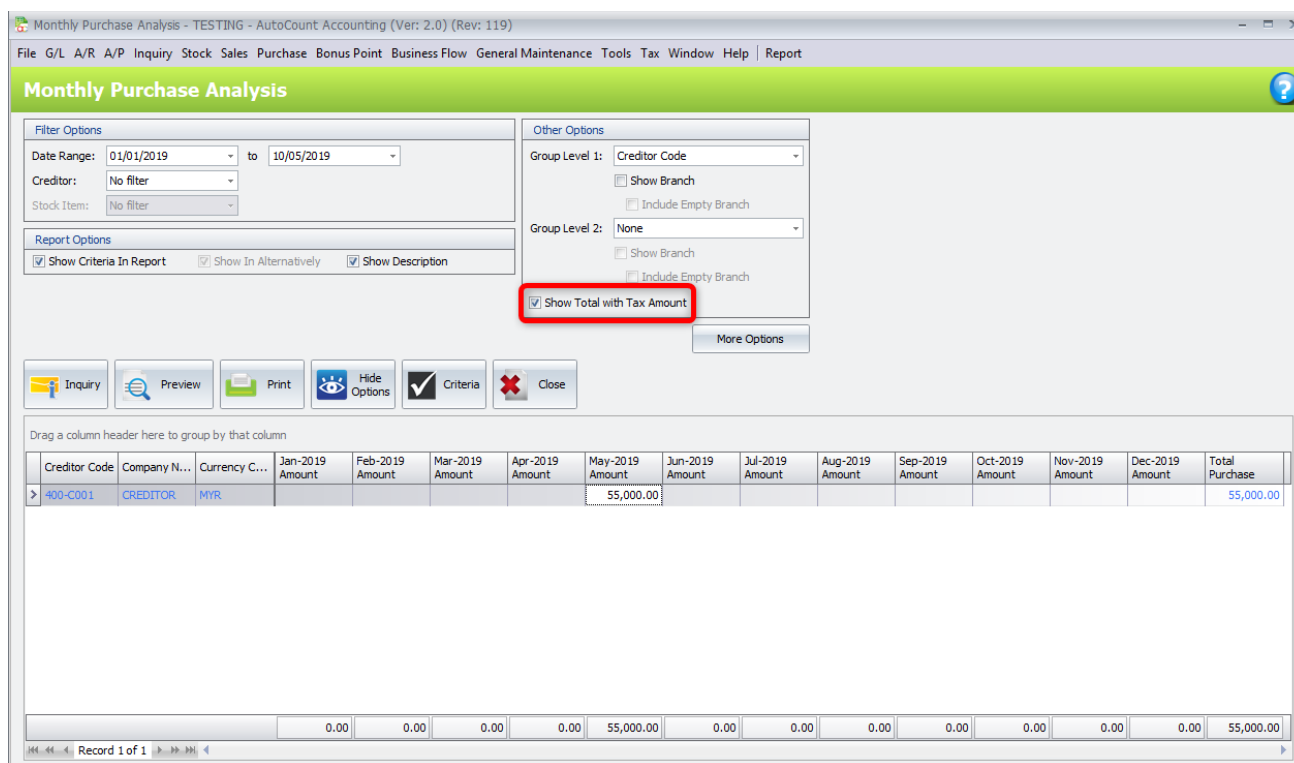 Monthly Purchase Analysis - TESTING - AutoCount Accounting (Ver: 2.0) (Rev: 119)
File G/L A/R A/P Inquiry Stock Sales Purchase Bonus Point Business Flow General Maintenance Tools Tax Window Help | Report
Monthly Purchase Analysis
?
Filter Options
Date Range: 01/01/2019 to 10/05/2019
Creditor: No filter
Stock Item: No filter
Report Options
Show Criteria In Report Show In Alternatively Show Description
Other Options
Group Level 1: Creditor Code
Show Branch
Include Empty Branch
Group Level 2: None
Show Branch
Include Empty Branch
Show Total with Tax Amount
More Options
Inquiry Preview Print Hide Options Criteria Close
Drag a column header here to group by that column
Creditor Code Company N... Currency C... Jan-2019 Amount Feb-2019 Amount Mar-2019 Amount Apr-2019 Amount May-2019 Amount Jun-2019 Amount Jul-2019 Amount Aug-2019 Amount Sep-2019 Amount Oct-2019 Amount Nov-2019 Amount Dec-2019 Amount Total Purchase
400-C001 CREDITOR MYR 55,000.00 55,000.00
0.00 0.00 0.00 0.00 55,000.00 0.00 0.00 0.00 0.00 0.00 0.00 0.00 55,000.00
Record 1 of 1